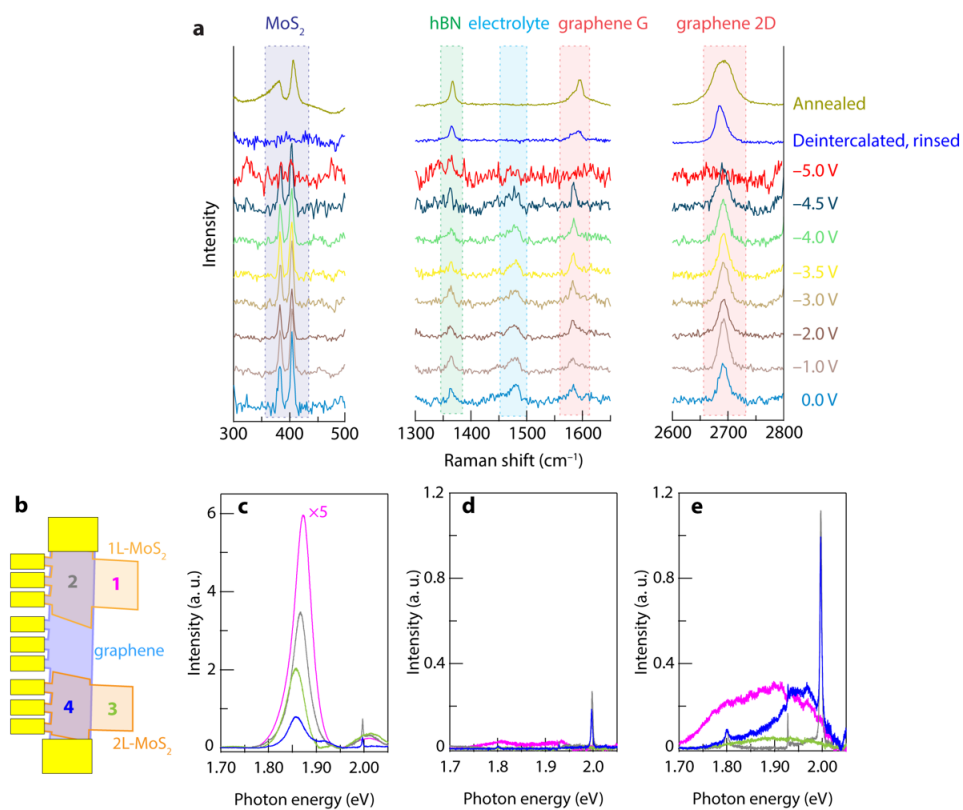 a
MoS₂ hBN electrolyte graphene G graphene 2D
Annealed
Deintercalated, rinsed
−5.0 V
−4.5 V
−4.0 V
−3.5 V
−3.0 V
−2.0 V
−1.0 V
0.0 V
Intensity
300 400 500 1300 1400 1500 1600 2600 2700 2800
Raman shift (cm⁻¹)
b
1L-MoS₂
2
1
graphene
4
3
2L-MoS₂
c
×5
6
4
2
0
Intensity (a. u.)
1.70 1.80 1.90 2.00
Photon energy (eV)
d
1.2
0.8
0.4
0
Intensity (a. u.)
1.7 1.8 1.9 2.0
Photon energy (eV)
e
1.2
0.8
0.4
0
Intensity (a. u.)
1.70 1.80 1.90 2.00
Photon energy (eV)